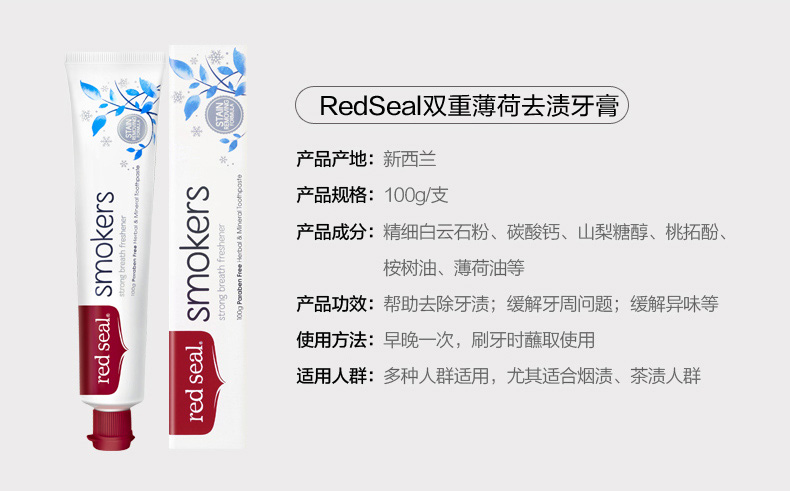 RedSeal双重薄荷去渍牙膏
产品产地：新西兰
产品规格：100g/支
产品成分：精细白云石粉、碳酸钙、山梨糖醇、桃拓酚、
桉树油、薄荷油等
产品功效：帮助去除牙渍；缓解牙周问题；缓解异味等
使用方法：早晚一次，刷牙时蘸取使用
适用人群：多种人群适用，尤其适合烟渍、茶渍人群
STAIN
REMOVING
smokers
strong breath freshener
100g Paraben Free Herbal & Mineral Toothpaste
red seal®
STAIN
REMOVING
smokers
strong breath freshener
100g Paraben Free Herbal & Mineral Toothpaste
red seal®